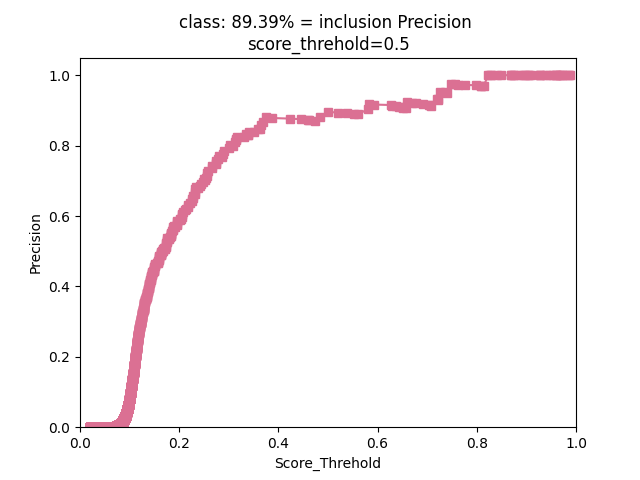 class: 89.39% = inclusion Precision
score_threhold=0.5
1.0
0.8
0.6
0.4
0.2
0.0
Precision
0.0 0.2 0.4 0.6 0.8 1.0
Score_Threhold